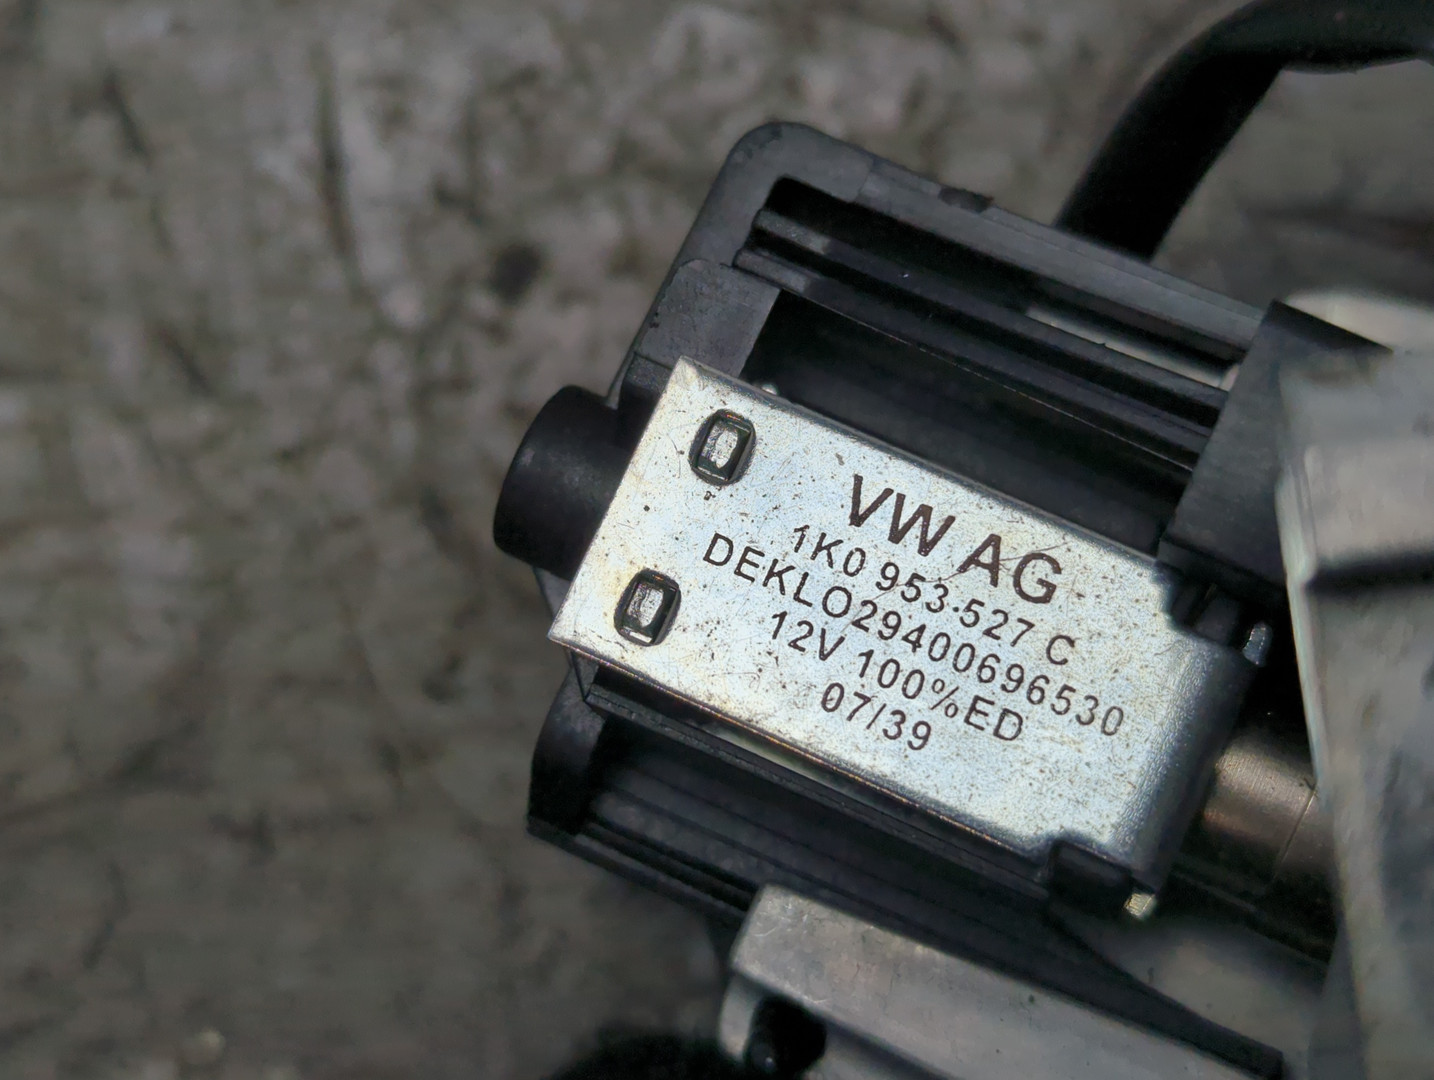 VW AG
1K0 953.527 C
DEKLO29400696530
12V 100%ED
07/39